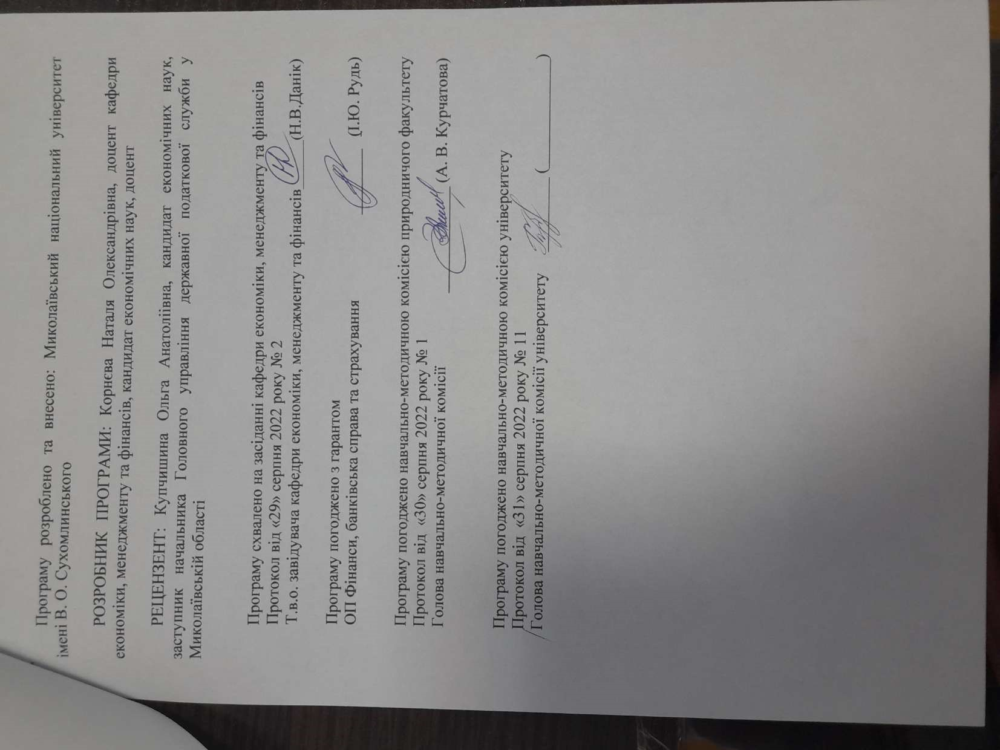 Програму розроблено та внесено: Миколаївський національний університет
імені В. О. Сухомлинського
РОЗРОБНИК ПРОГРАМИ: Корнєва Наталя Олександрівна, доцент кафедри
економіки, менеджменту та фінансів, кандидат економічних наук, доцент
РЕЦЕНЗЕНТ: Купчишина Ольга Анатоліївна, кандидат економічних наук,
заступник начальника Головного управління державної податкової служби у
Миколаївській області
Програму схвалено на засіданні кафедри економіки, менеджменту та фінансів
Протокол від «29» серпня 2022 року № 2
Т.в.о. завідувача кафедри економіки, менеджменту та фінансів ______(Н.В.Данік)
Програму погоджено з гарантом
ОП Фінанси, банківська справа та страхування ________ (І.Ю. Рудь)
Програму погоджено навчально-методичною комісією природничого факультету
Протокол від «30» серпня 2022 року № 1
Голова навчально-методичної комісії ____________ (А. В. Курчатова)
Програму погоджено навчально-методичною комісією університету
Протокол від «31» серпня 2022 року № 11
Голова навчально-методичної комісії університету _________ (______________)